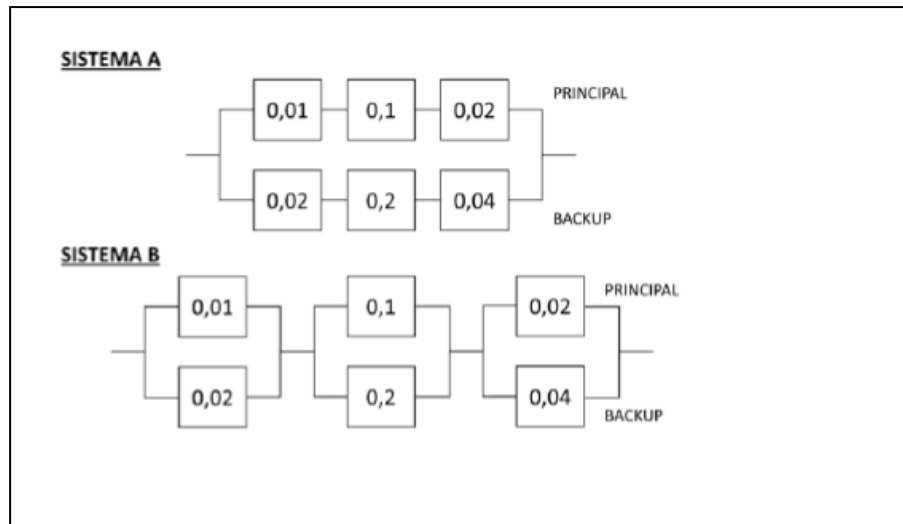 SISTEMA A
PRINCIPAL
0,01 0,1 0,02
0,02 0,2 0,04
BACKUP
SISTEMA B
PRINCIPAL
0,01 0,1 0,02
0,02 0,2 0,04
BACKUP